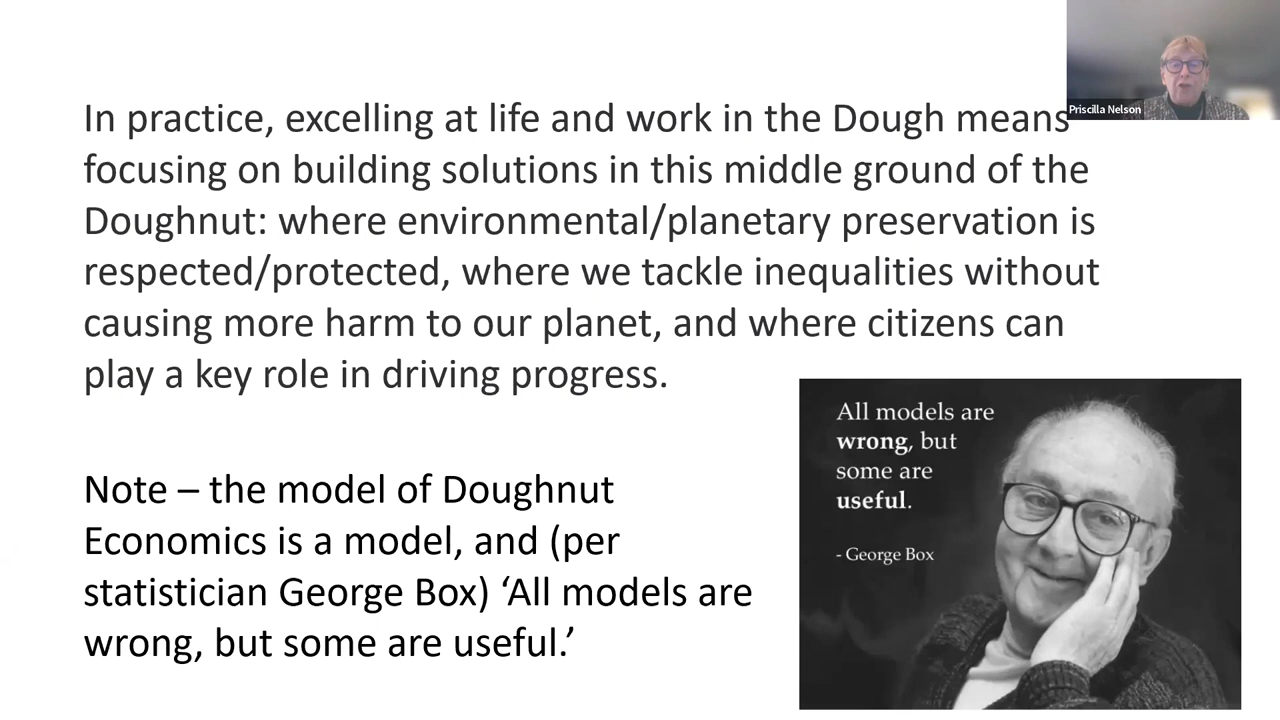 Priscilla Nelson
In practice, excelling at life and work in the Dough means
focusing on building solutions in this middle ground of the
Doughnut: where environmental/planetary preservation is
respected/protected, where we tackle inequalities without
causing more harm to our planet, and where citizens can
play a key role in driving progress.
Note – the model of Doughnut
Economics is a model, and (per
statistician George Box) ‘All models are
wrong, but some are useful.’
All models are
wrong, but
some are
useful.
- George Box